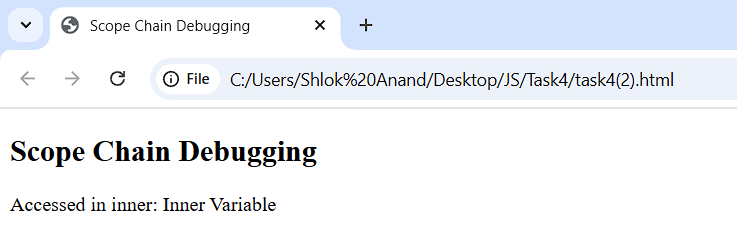 Scope Chain Debugging
File C:/Users/Shlok%20Anand/Desktop/JS/Task4/task4(2).html
Scope Chain Debugging
Accessed in inner: Inner Variable